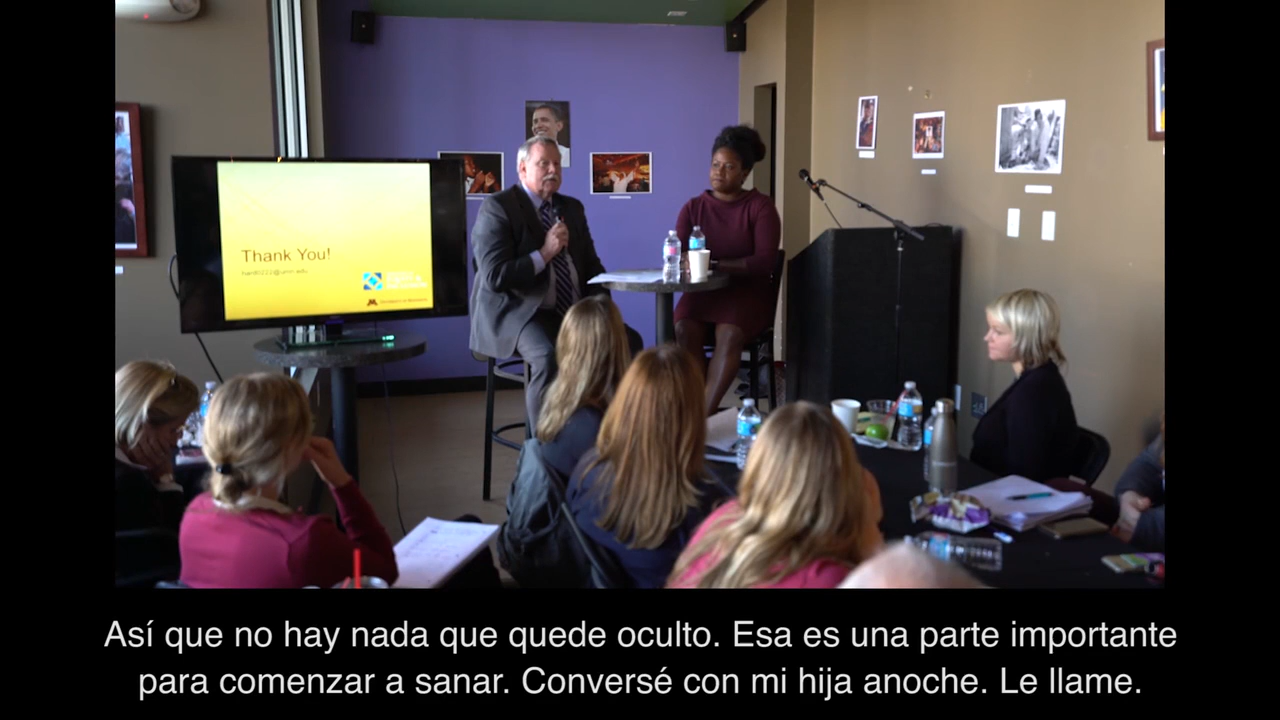 Thank You!
Así que no hay nada que quede oculto. Esa es una parte importante
para comenzar a sanar. Conversé con mi hija anoche. Le llame.